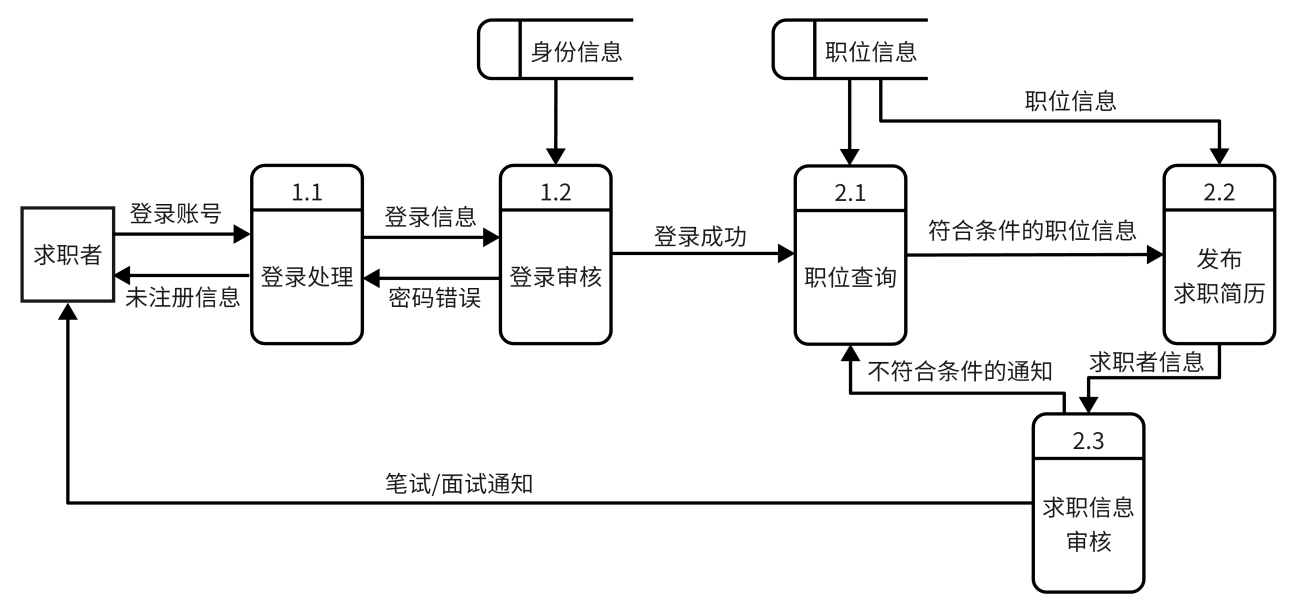 身份信息
职位信息
职位信息
1.1
1.2
2.1
2.2
求职者
登录账号
未注册信息
登录处理
登录信息
密码错误
登录审核
登录成功
职位查询
符合条件的职位信息
发布
求职简历
不符合条件的通知
求职者信息
2.3
求职信息
审核
笔试/面试通知